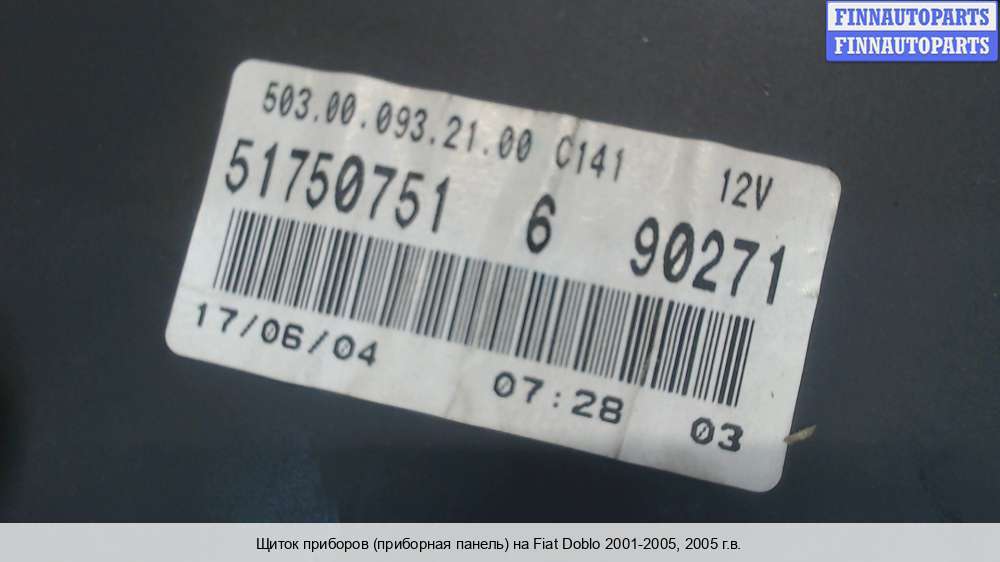 FINNAUTOPARTS
FINNAUTOPARTS
503.00.093.21.00 C141 12V
51750751 6 90271
17/06/04 07:28 03
Щиток приборов (приборная панель) на Fiat Doblo 2001-2005, 2005 г.в.